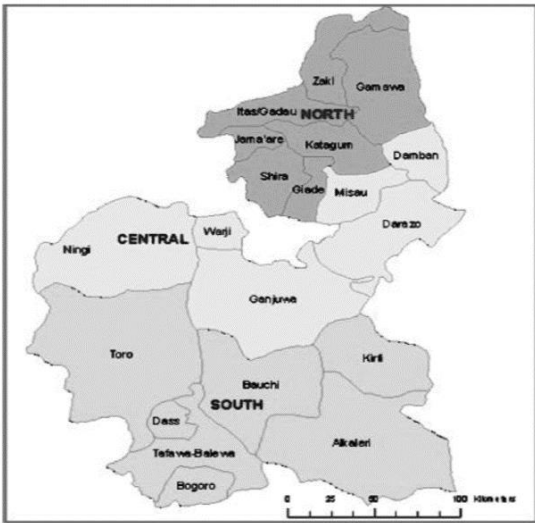 Zaki
Gamawa
Itas/Gadau
NORTH
Jama'are
Katagum
Damban
Shira
Giade
Misau
Darazo
Warji
CENTRAL
Ningi
Ganjuwa
Toro
Kirfi
Bauchi
SOUTH
Dass
Alkaleri
Tafawa-Balewa
Bogoro
0 25 50 100 Kilometers